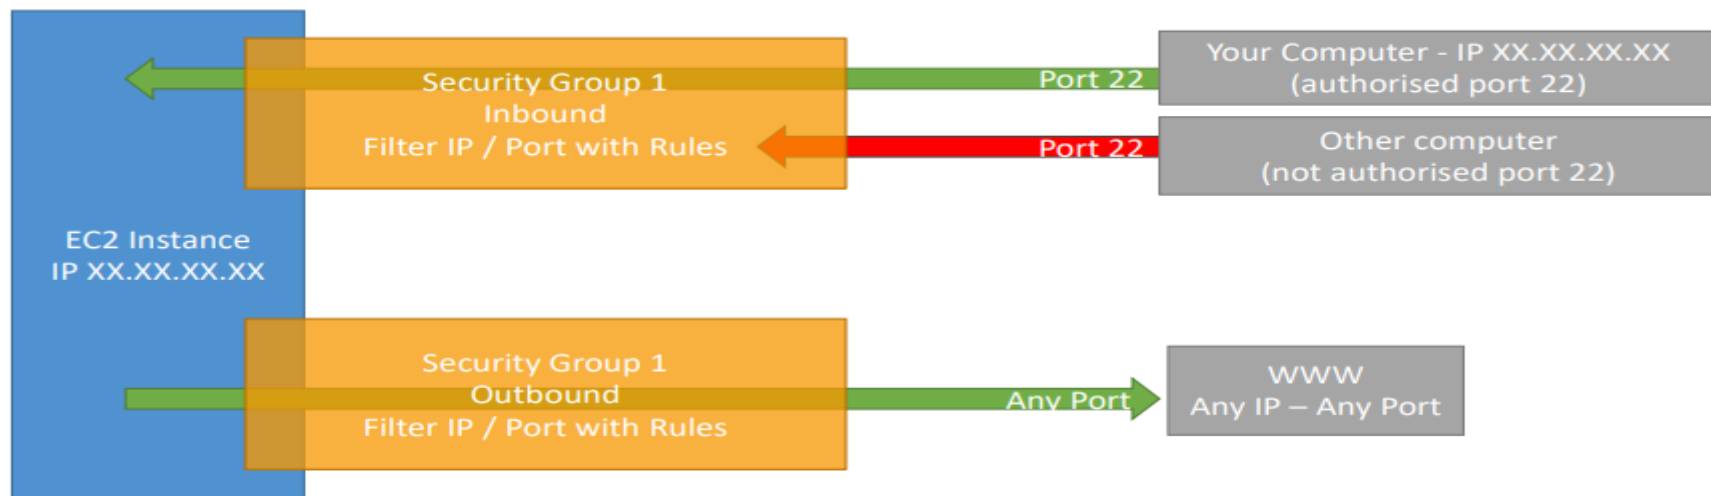 Security Group 1
Inbound
Filter IP / Port with Rules
Port 22
Your Computer - IP XX.XX.XX.XX
(authorised port 22)
Port 22
Other computer
(not authorised port 22)
EC2 Instance
IP XX.XX.XX.XX
Security Group 1
Outbound
Filter IP / Port with Rules
Any Port
WWW
Any IP – Any Port